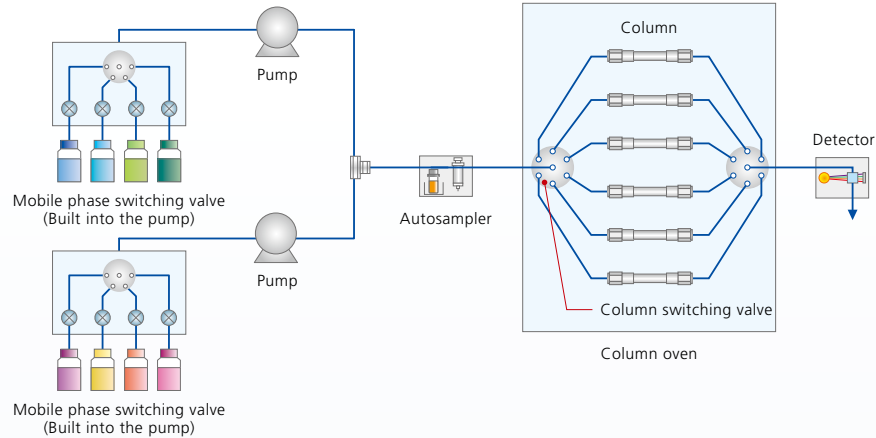 Pump
Mobile phase switching valve
(Built into the pump)
Pump
Mobile phase switching valve
(Built into the pump)
Autosampler
Column
Column switching valve
Column oven
Detector